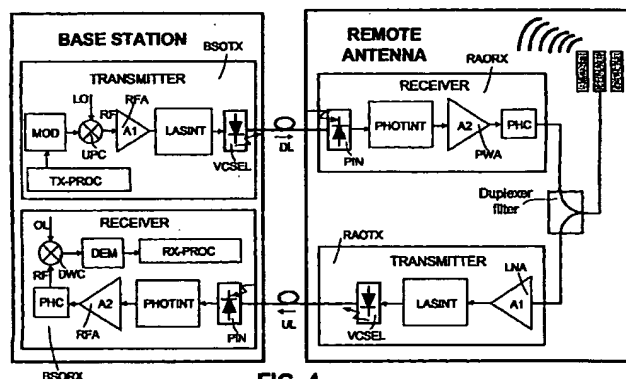 BASE STATION
BSOTX
TRANSMITTER
LO
RF
RFA
MOD
UPC
A1
LASINT
VCSEL
TX-PROC
DL
RECEIVER
OL
DEM
RX-PROC
RF
DWC
PHC
A2
RFA
PHOTINT
PIN
UL
BSORX
REMOTE
ANTENNA
RAORX
RECEIVER
PIN
PHOTINT
A2
PWA
PHC
Duplexer
filter
RAOTX
TRANSMITTER
LNA
VCSEL
LASINT
A1
FIG. 4